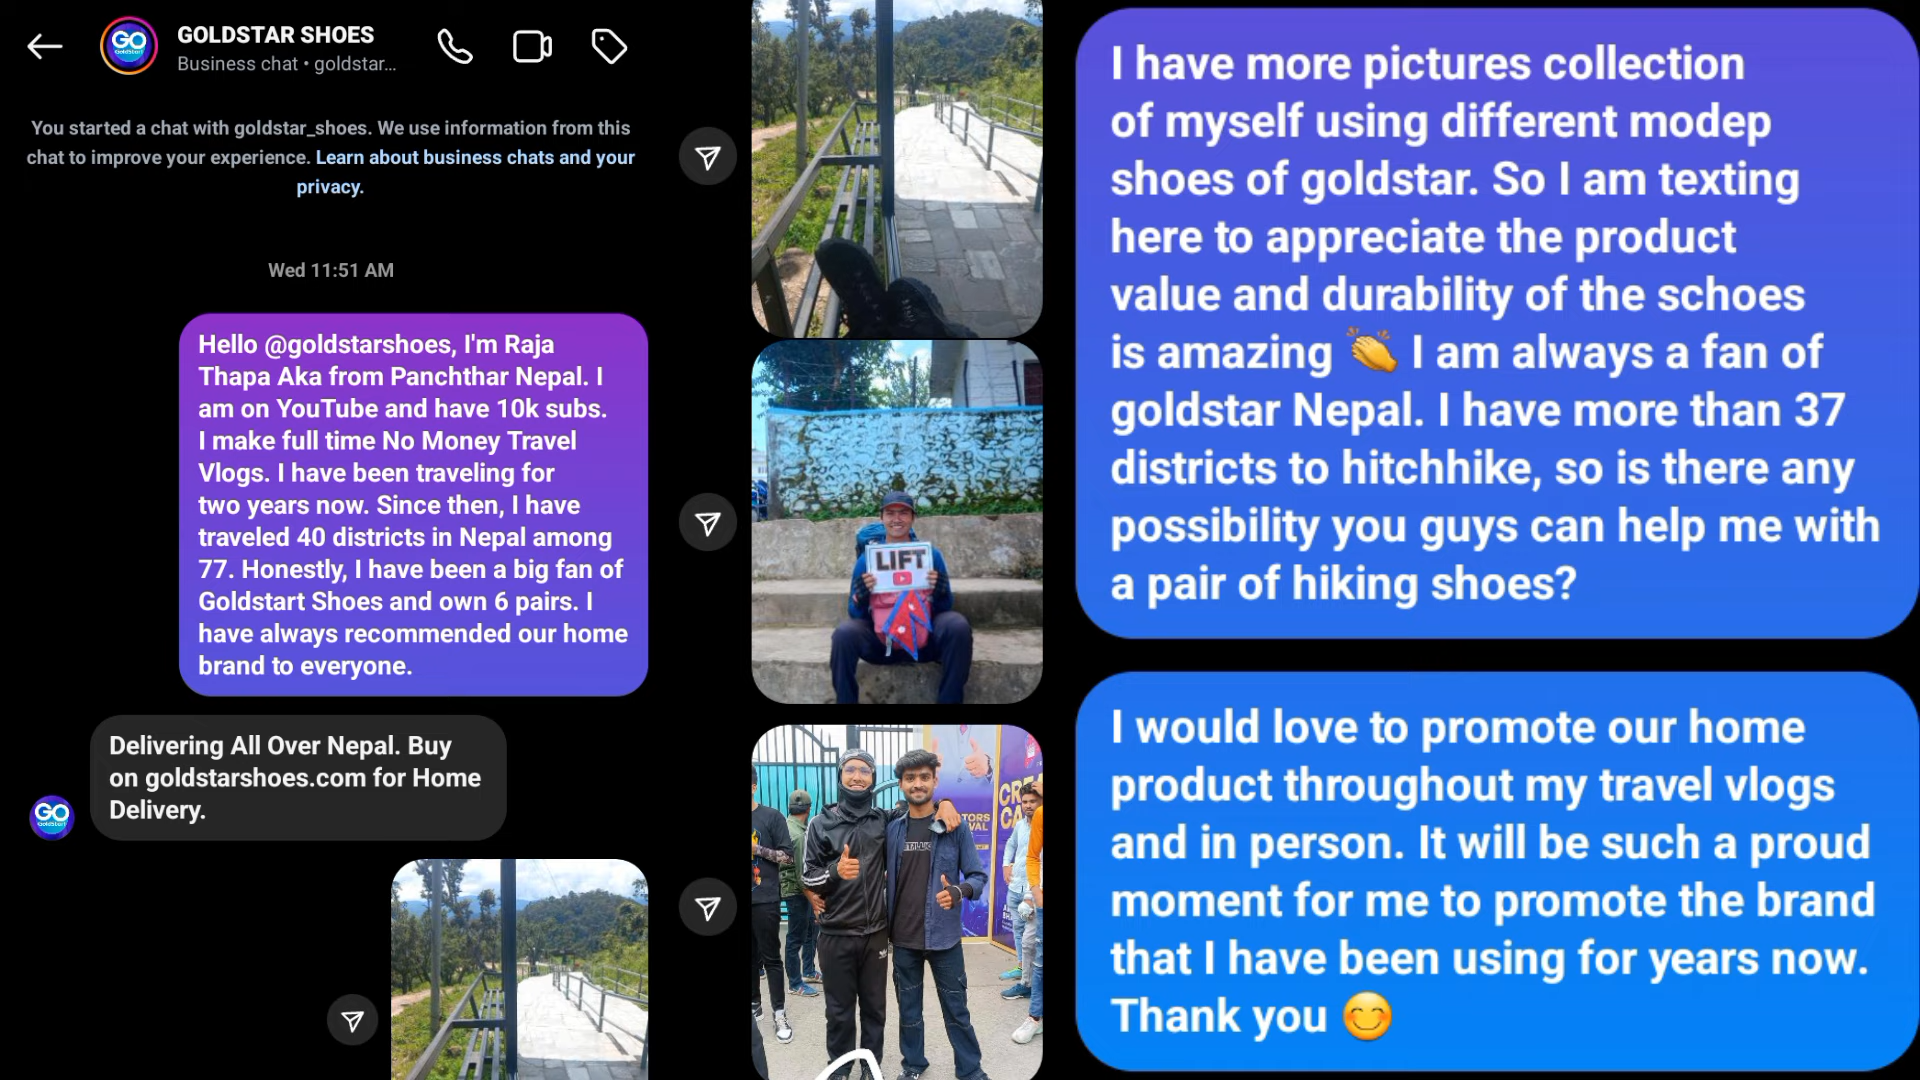 GOLDSTAR SHOES
Business chat • goldstar...
You started a chat with goldstar_shoes. We use information from this
chat to improve your experience. Learn about business chats and your
privacy.
Wed 11:51 AM
Hello @goldstarshoes, I'm Raja
Thapa Aka from Panchthar Nepal. I
am on YouTube and have 10k subs.
I make full time No Money Travel
Vlogs. I have been traveling for
two years now. Since then, I have
traveled 40 districts in Nepal among
77. Honestly, I have been a big fan of
Goldstart Shoes and own 6 pairs. I
have always recommended our home
brand to everyone.
Delivering All Over Nepal. Buy
on goldstarshoes.com for Home
Delivery.
GO
GO
LIFT
I have more pictures collection
of myself using different modep
shoes of goldstar. So I am texting
here to appreciate the product
value and durability of the schoes
is amazing 👏 I am always a fan of
goldstar Nepal. I have more than 37
districts to hitchhike, so is there any
possibility you guys can help me with
a pair of hiking shoes?
I would love to promote our home
product throughout my travel vlogs
and in person. It will be such a proud
moment for me to promote the brand
that I have been using for years now.
Thank you 😊